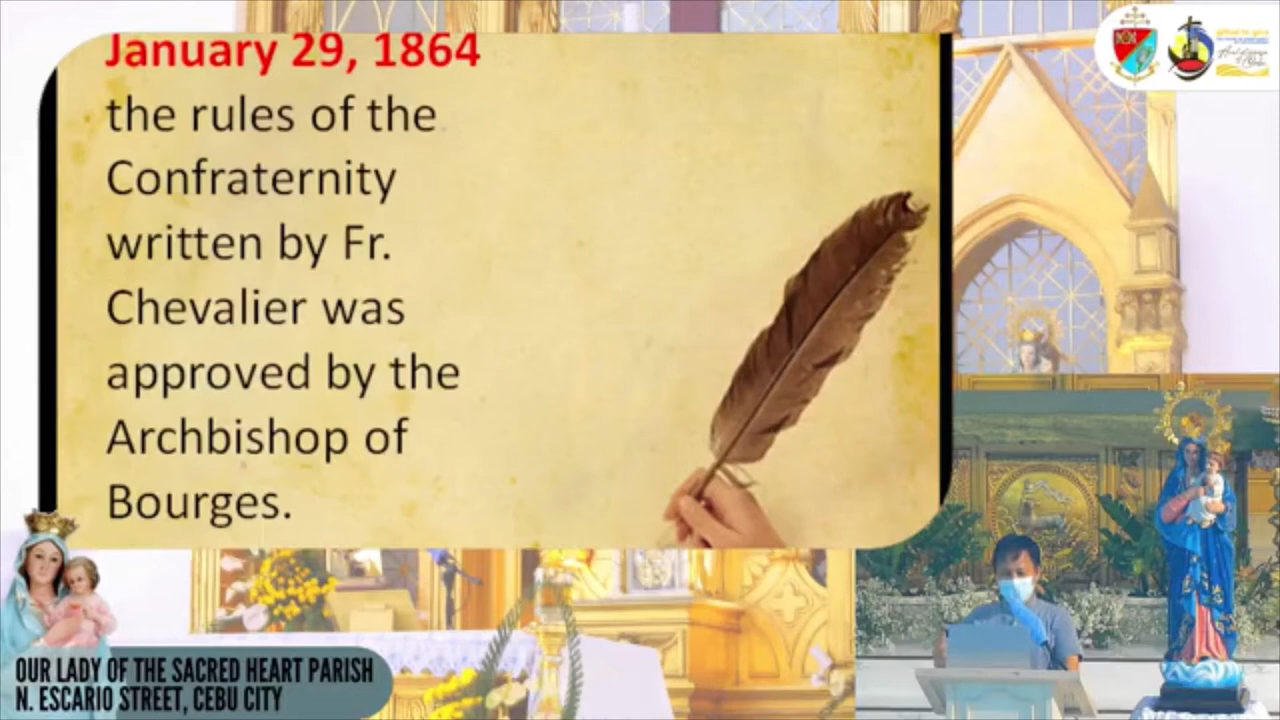 January 29, 1864
the rules of the
Confraternity
written by Fr.
Chevalier was
approved by the
Archbishop of
Bourges.
OUR LADY OF THE SACRED HEART PARISH
N. ESCARIO STREET, CEBU CITY